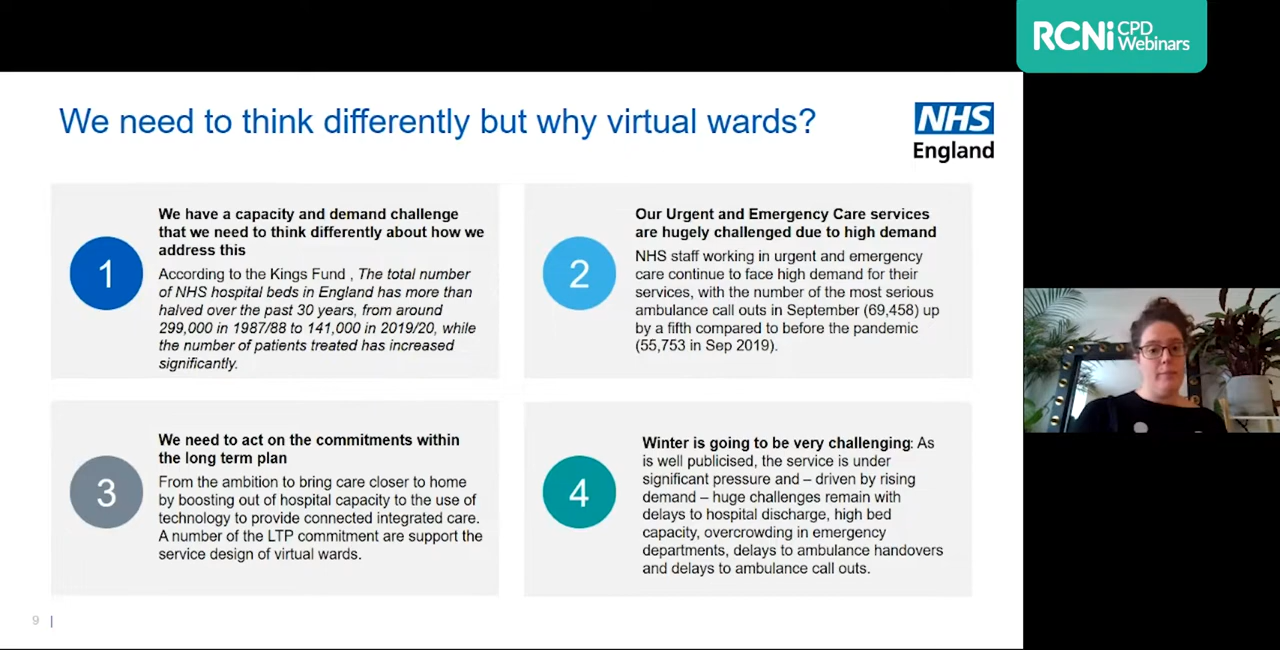 RCNi CPD
Webinars
We need to think differently but why virtual wards?
NHS
England
1
We have a capacity and demand challenge
that we need to think differently about how we
address this
According to the Kings Fund , The total number
of NHS hospital beds in England has more than
halved over the past 30 years, from around
299,000 in 1987/88 to 141,000 in 2019/20, while
the number of patients treated has increased
significantly.
2
Our Urgent and Emergency Care services
are hugely challenged due to high demand
NHS staff working in urgent and emergency
care continue to face high demand for their
services, with the number of the most serious
ambulance call outs in September (69,458) up
by a fifth compared to before the pandemic
(55,753 in Sep 2019).
3
We need to act on the commitments within
the long term plan
From the ambition to bring care closer to home
by boosting out of hospital capacity to the use of
technology to provide connected integrated care.
A number of the LTP commitment are support the
service design of virtual wards.
4
Winter is going to be very challenging: As
is well publicised, the service is under
significant pressure and – driven by rising
demand – huge challenges remain with
delays to hospital discharge, high bed
capacity, overcrowding in emergency
departments, delays to ambulance handovers
and delays to ambulance call outs.
9 |